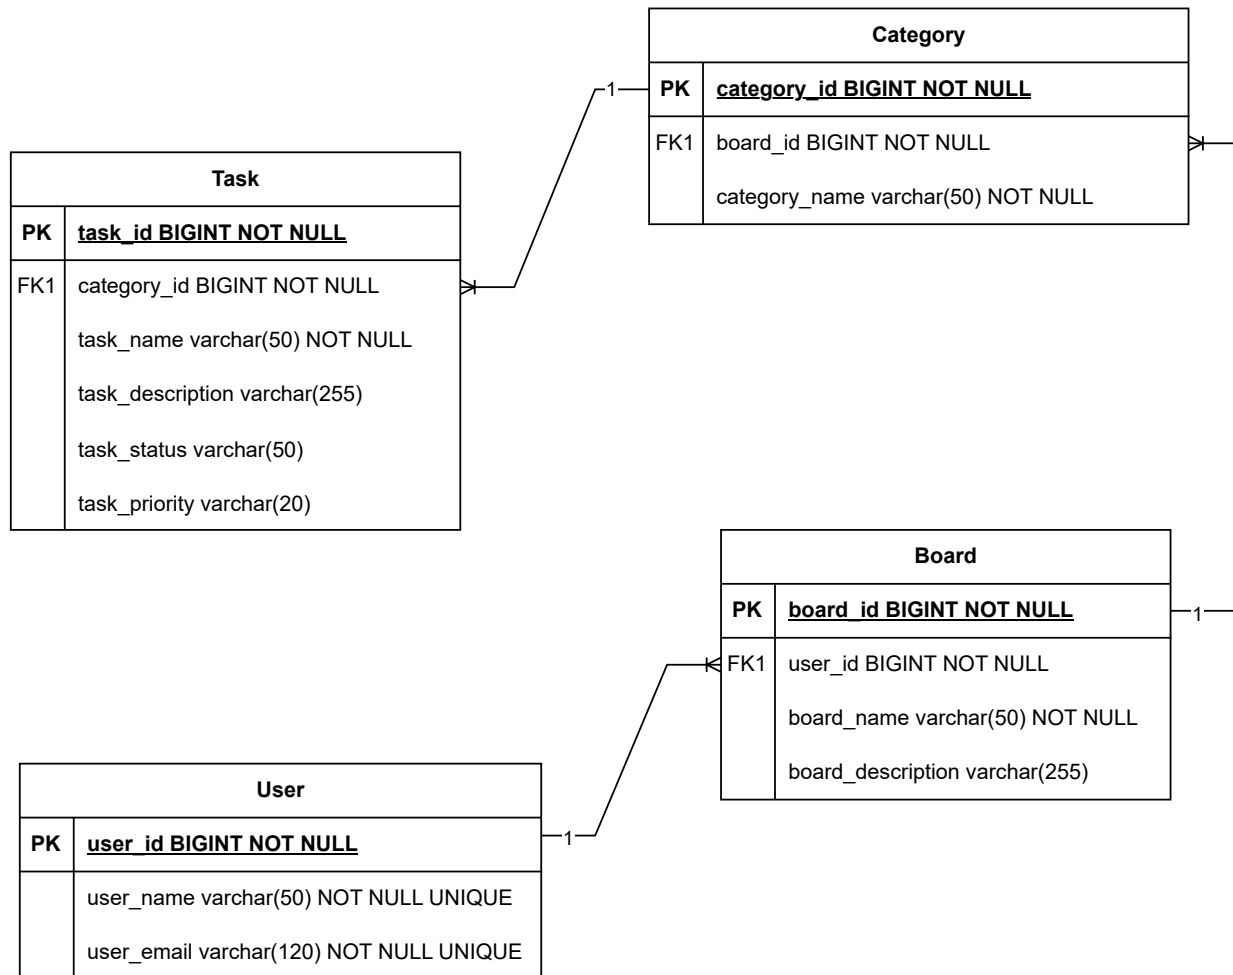 Category
PK category_id BIGINT NOT NULL
FK1 board_id BIGINT NOT NULL
category_name varchar(50) NOT NULL
1
Task
PK task_id BIGINT NOT NULL
FK1 category_id BIGINT NOT NULL
task_name varchar(50) NOT NULL
task_description varchar(255)
task_status varchar(50)
task_priority varchar(20)
Board
PK board_id BIGINT NOT NULL
1
FK1 user_id BIGINT NOT NULL
board_name varchar(50) NOT NULL
board_description varchar(255)
User
PK user_id BIGINT NOT NULL
1
user_name varchar(50) NOT NULL UNIQUE
user_email varchar(120) NOT NULL UNIQUE